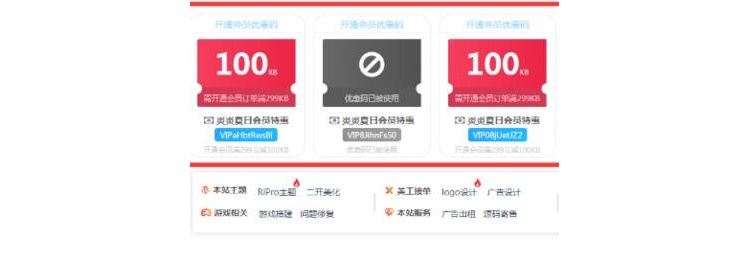 开通会员优惠码
100 KB
需开通会员订单满299KB
炎炎夏日会员特惠
开通会员满299立减100KB
开通会员优惠码
优惠码已被使用
炎炎夏日会员特惠
优惠码已被使用
开通会员优惠码
100 KB
需开通会员订单满299KB
炎炎夏日会员特惠
VIP08jUetJZ2
开通会员满299立减100KB
本站主题 RiPro主题 二开美化
美工接单 logo设计 广告设计
游戏相关 游戏搭建 问题修复
本站服务 广告出租 源码寄售